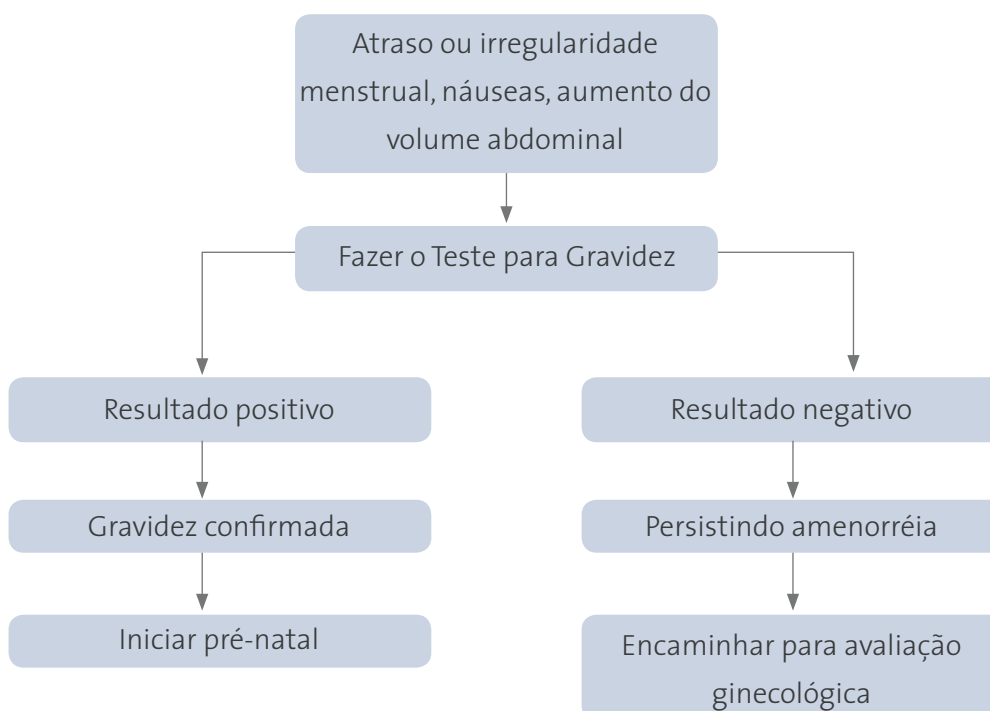 Atraso ou irregularidade
menstrual, náuseas, aumento do
volume abdominal
Fazer o Teste para Gravidez
Resultado positivo
Resultado negativo
Gravidez confirmada
Persistindo amenorréia
Iniciar pré-natal
Encaminhar para avaliação
ginecológica